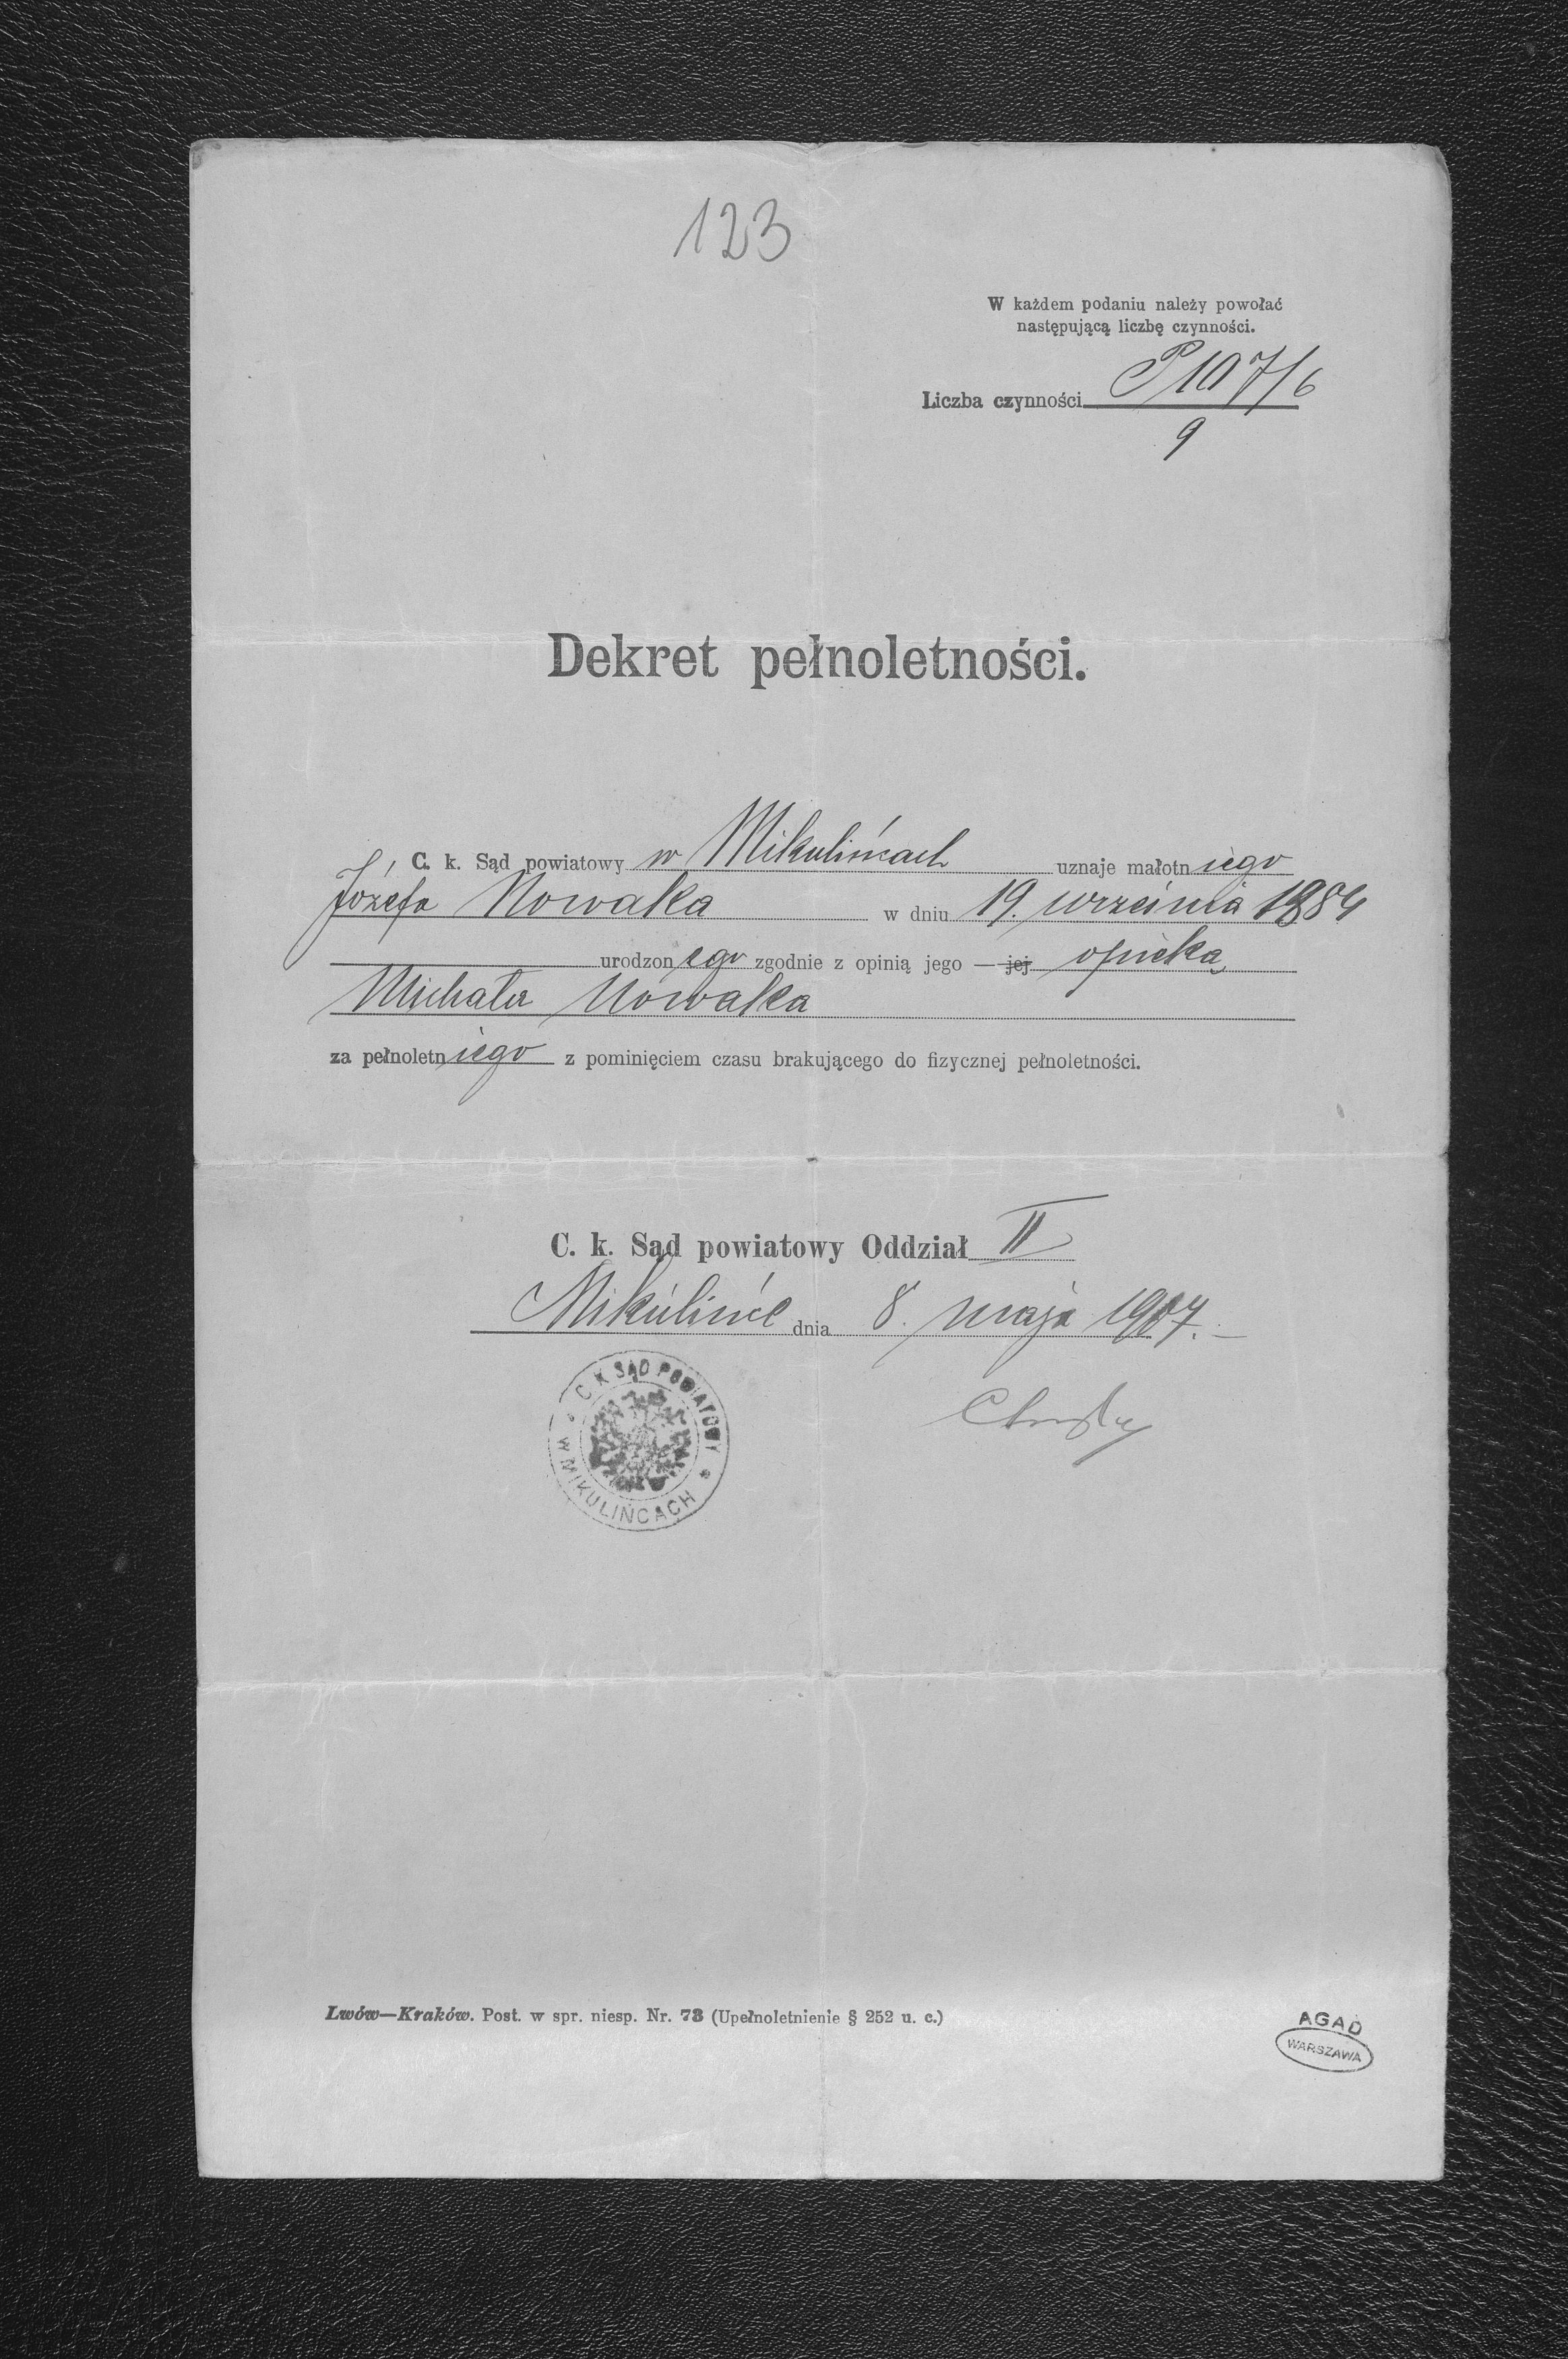 123
W każdem podaniu należy powołać
następującą liczbę czynności.
Liczba czynności P 107/6
9
Dekret pełnoletności.
C. k. Sąd powiatowy w Mikulińcach uznaje małotniego
Józefa Nowaka w dniu 19. września 1884
urodzonego zgodnie z opinią jego — jej opieką
Michała Nowaka
za pełnoletniego z pominięciem czasu brakującego do fizycznej pełnoletności.
C. k. Sąd powiatowy Oddział II
Mikulińce dnia 8. maja 1907.
C. K SĄD POWIATOWY
W MIKULIŃCACH
Lwów—Kraków. Post. w spr. niesp. Nr. 73 (Upełnoletnienie § 252 u. c.)
AGAD
WARSZAWA